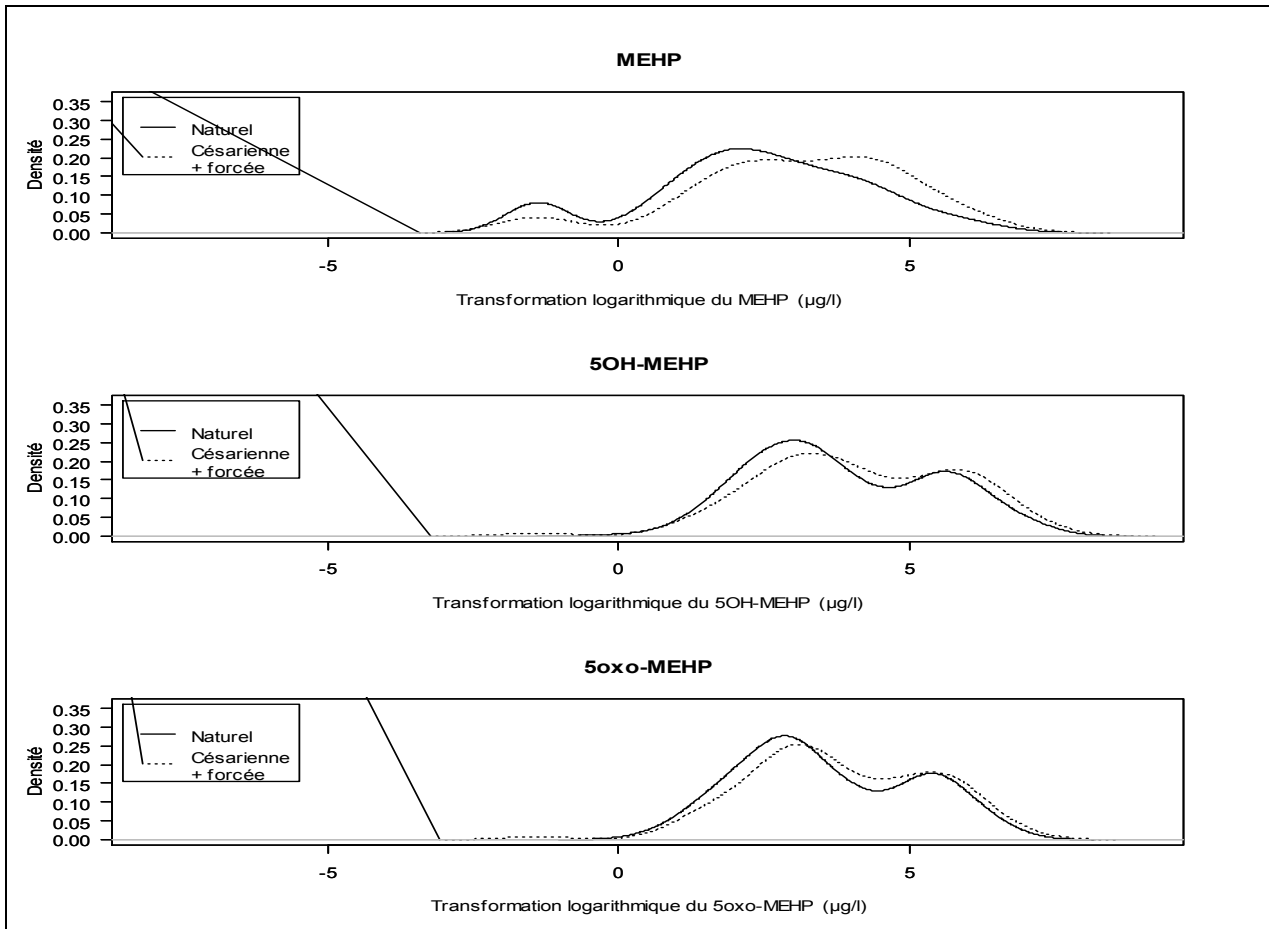 MEHP
Densité
0.35
0.30
0.25
0.20
0.15
0.10
0.05
0.00
Naturel
Césarienne
+ forcée
-5
0
5
Transformation logarithmique du MEHP (µg/l)
5OH-MEHP
Densité
0.35
0.30
0.25
0.20
0.15
0.10
0.05
0.00
Naturel
Césarienne
+ forcée
-5
0
5
Transformation logarithmique du 5OH-MEHP (µg/l)
5oxo-MEHP
Densité
0.35
0.30
0.25
0.20
0.15
0.10
0.05
0.00
Naturel
Césarienne
+ forcée
-5
0
5
Transformation logarithmique du 5oxo-MEHP (µg/l)